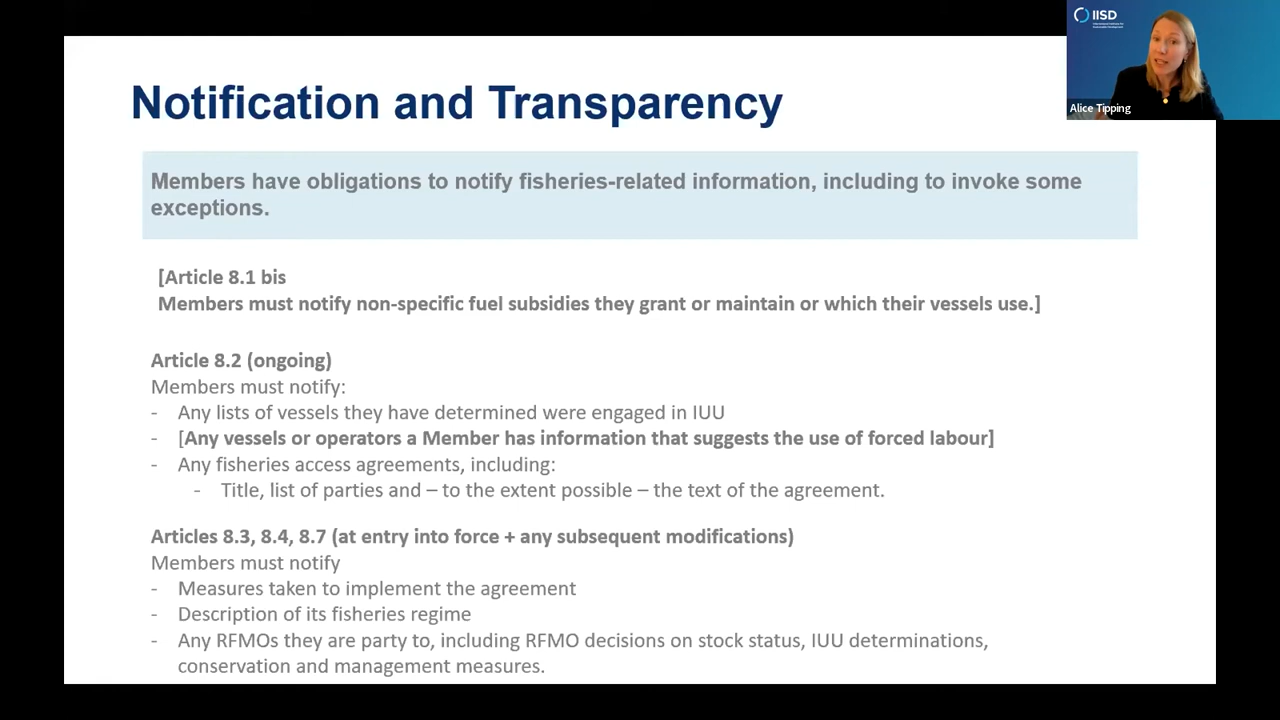 IISD
Alice Tipping
Notification and Transparency
Members have obligations to notify fisheries-related information, including to invoke some
exceptions.
[Article 8.1 bis
Members must notify non-specific fuel subsidies they grant or maintain or which their vessels use.]
Article 8.2 (ongoing)
Members must notify:
- Any lists of vessels they have determined were engaged in IUU
- [Any vessels or operators a Member has information that suggests the use of forced labour]
- Any fisheries access agreements, including:
- Title, list of parties and – to the extent possible – the text of the agreement.
Articles 8.3, 8.4, 8.7 (at entry into force + any subsequent modifications)
Members must notify
- Measures taken to implement the agreement
- Description of its fisheries regime
- Any RFMOs they are party to, including RFMO decisions on stock status, IUU determinations,
conservation and management measures.